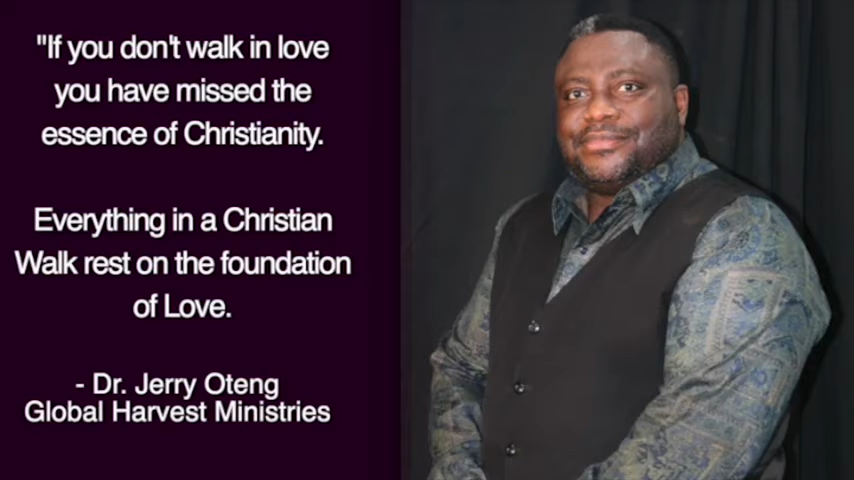 "If you don't walk in love
you have missed the
essence of Christianity.
Everything in a Christian
Walk rest on the foundation
of Love.
- Dr. Jerry Oteng
Global Harvest Ministries